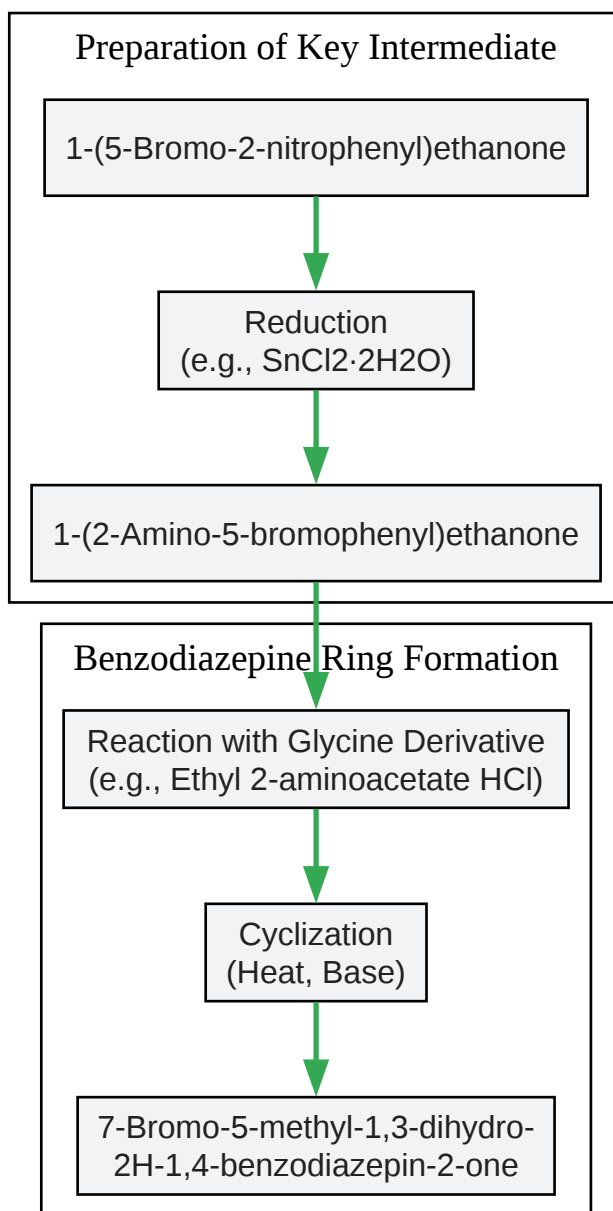 Preparation of Key Intermediate
1-(5-Bromo-2-nitrophenyl)ethanone
Reduction
(e.g., SnCl2·2H2O)
1-(2-Amino-5-bromophenyl)ethanone
Benzodiazepine Ring Formation
Reaction with Glycine Derivative
(e.g., Ethyl 2-aminoacetate HCl)
Cyclization
(Heat, Base)
7-Bromo-5-methyl-1,3-dihydro-
2H-1,4-benzodiazepin-2-one